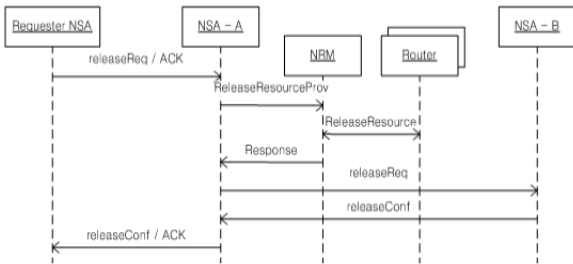 Requester NSA
NSA - A
NSA - B
NRM
Router
releaseReq / ACK
ReleaseResourceProv
ReleaseResource
Response
releaseReq
releaseConf
releaseConf / ACK